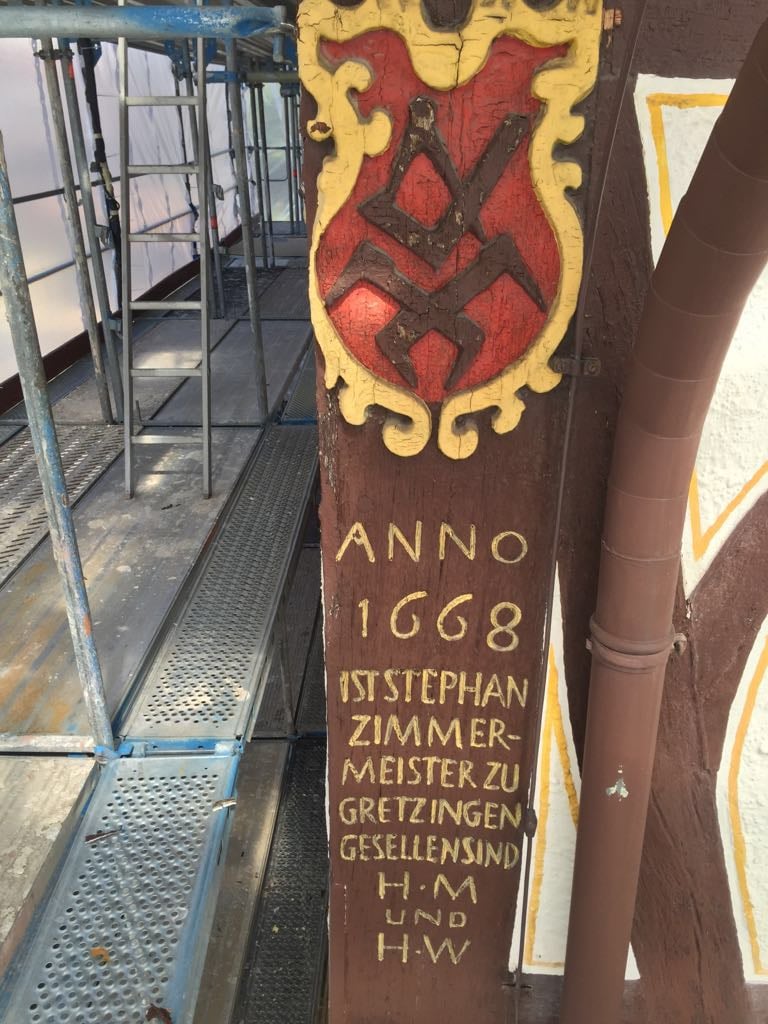 ANNO
1668
IST STEPHAN
ZIMMER-
MEISTER ZU
GRETZINGEN
GESELLEN SIND
H·M
UND
H·W